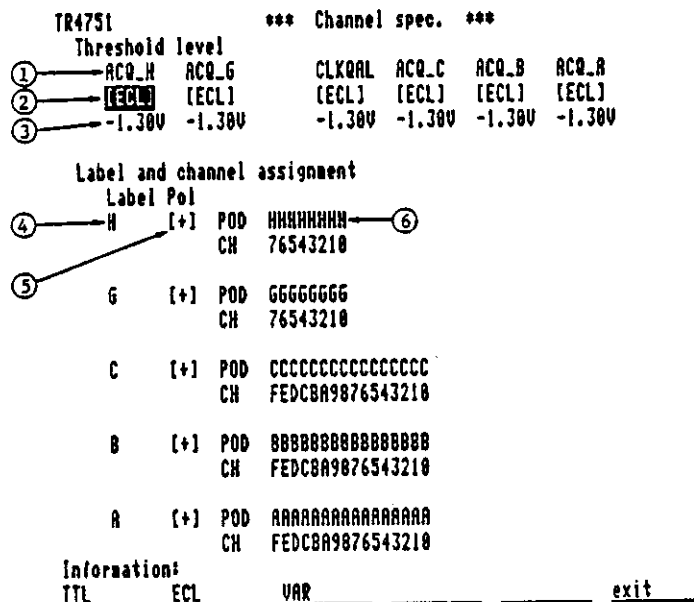 TR4751 *** Channel spec. ***
Threshold level
① ACQ_H ACQ_G CLKQAL ACQ_C ACQ_B ACQ_A
② [ECL] [ECL] [ECL] [ECL] [ECL] [ECL]
③ -1.30V -1.30V -1.30V -1.30V -1.30V -1.30V
Label and channel assignment
Label Pol
④ H [+] POD HHHHHHHH ⑥
CH 76543210
⑤
G [+] POD GGGGGGGG
CH 76543210
C [+] POD CCCCCCCCCCCCCCCC
CH FEDCBA9876543210
B [+] POD BBBBBBBBBBBBBBBB
CH FEDCBA9876543210
A [+] POD AAAAAAAAAAAAAAAA
CH FEDCBA9876543210
Information:
TTL ECL VAR exit